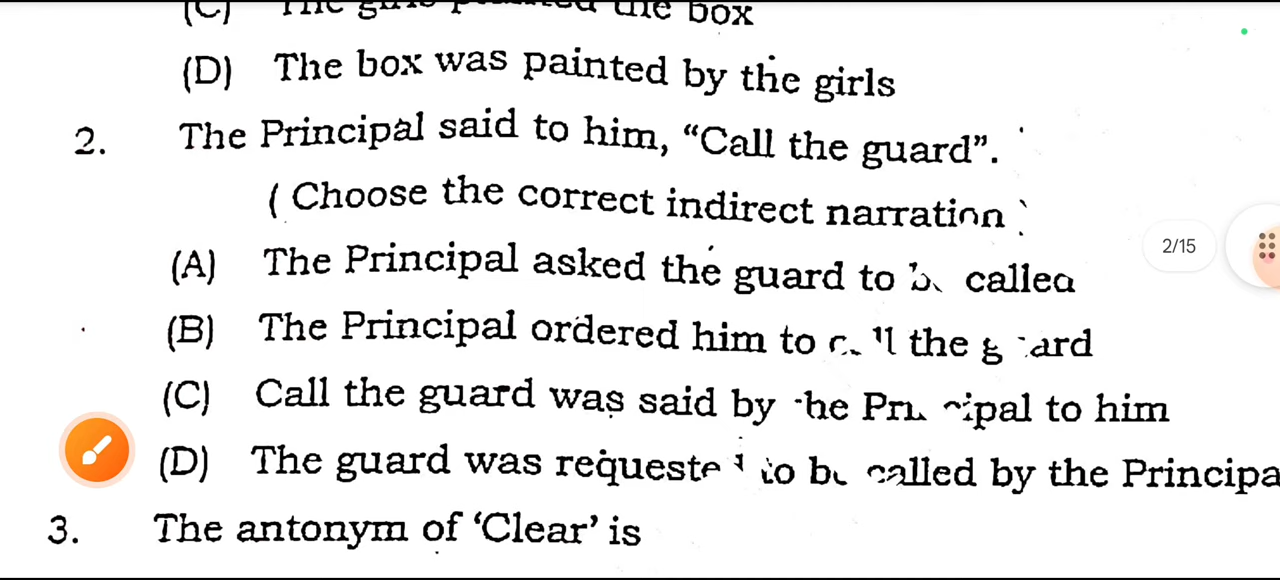 (C) the box
(D) The box was painted by the girls
2. The Principal said to him, “Call the guard”.
( Choose the correct indirect narration
2/15
(A) The Principal asked the guard to called
(B) The Principal ordered him to the
(C) Call the guard was said by to him
(D) The guard was to called by the
3. The antonym of ‘Clear’ is